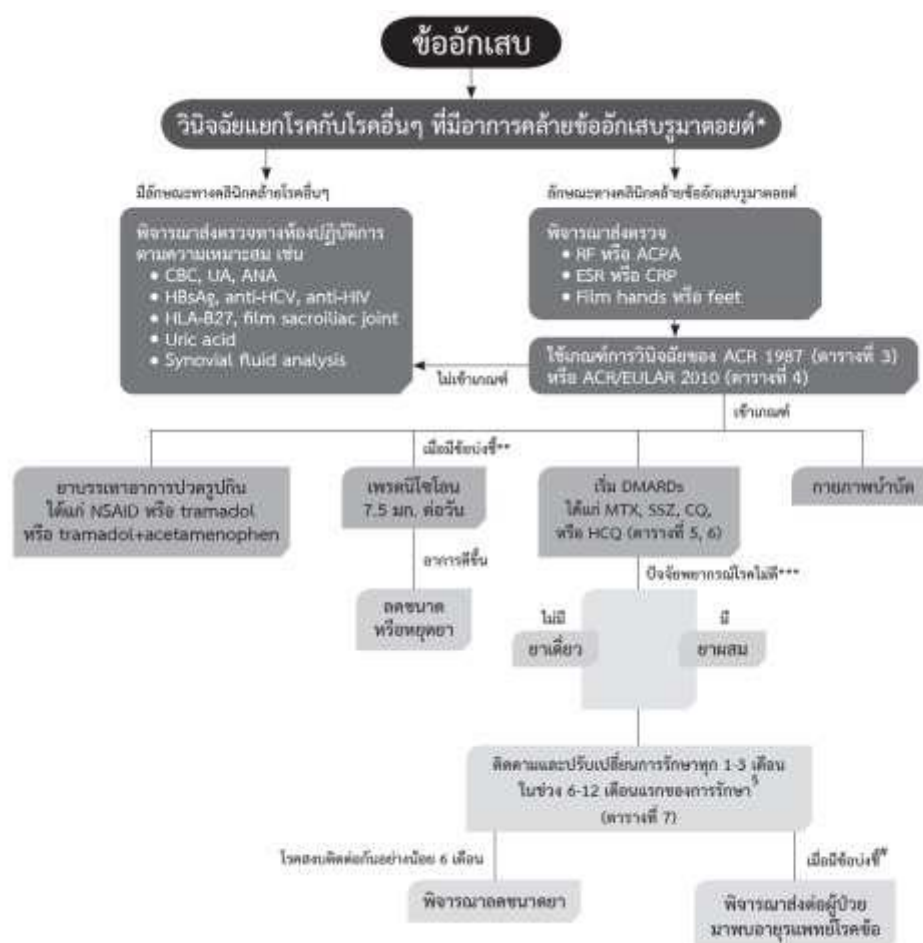 ข้ออักเสบ
วินิจฉัยแยกโรคกับโรคอื่นๆ ที่มีอาการคล้ายข้ออักเสบรูมาตอยด์*
มีลักษณะทางคลินิกคล้ายโรคอื่นๆ
พิจารณาส่งตรวจทางห้องปฏิบัติการ
ตามความเหมาะสม เช่น
• CBC, UA, ANA
• HBsAg, anti-HCV, anti-HIV
• HLA-B27, film sacroiliac joint
• Uric acid
• Synovial fluid analysis
ลักษณะทางคลินิกคล้ายข้ออักเสบรูมาตอยด์
พิจารณาส่งตรวจ
• RF หรือ ACPA
• ESR หรือ CRP
• Film hands หรือ feet
ใช้เกณฑ์การวินิจฉัยของ ACR 1987 (ตารางที่ 3)
หรือ ACR/EULAR 2010 (ตารางที่ 4)
ไม่เข้าเกณฑ์
เข้าเกณฑ์
ยาบรรเทาอาการปวดรูปกิน
ได้แก่ NSAID หรือ tramadol
หรือ tramadol+acetamenophen
เมื่อมีข้อบ่งชี้**
เพรดนิโซโลน
7.5 มก. ต่อวัน
อาการดีขึ้น
ลดขนาด
หรือหยุดยา
เริ่ม DMARDs
ได้แก่ MTX, SSZ, CQ,
หรือ HCQ (ตารางที่ 5, 6)
กายภาพบำบัด
ปัจจัยพยากรณ์โรคไม่ดี***
ไม่มี
ยาเดี่ยว
มี
ยาผสม
ติดตามและปรับเปลี่ยนการรักษาทุก 1-3 เดือน
ในช่วง 6-12 เดือนแรกของการรักษา§
(ตารางที่ 7)
โรคสงบติดต่อกันอย่างน้อย 6 เดือน
พิจารณาลดขนาดยา
เมื่อมีข้อบ่งชี้#
พิจารณาส่งต่อผู้ป่วย
มาพบอายุรแพทย์โรคข้อ